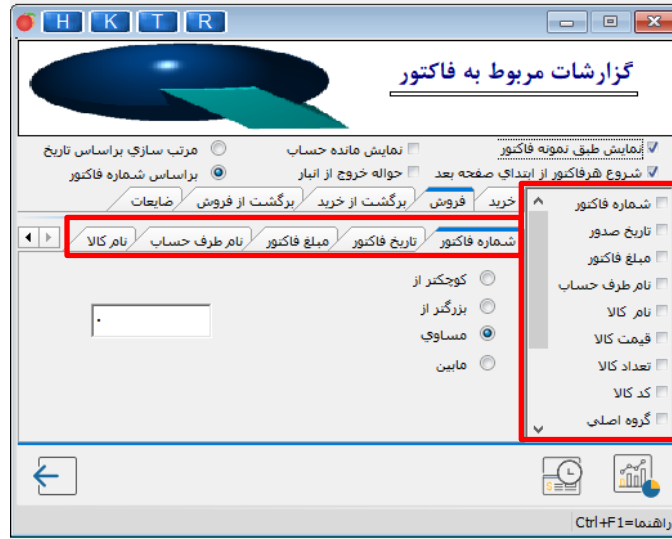 H K T R
گزارشات مربوط به فاکتور
نمایش طبق نمونه فاکتور نمایش مانده حساب مرتب سازي براساس تاریخ
شروع هرفاکتور از ابتداي صفحه بعد حواله خروج از انبار براساس شماره فاکتور
خرید فروش برگشت از خرید برگشت از فروش ضایعات
شماره فاکتور
تاریخ صدور
مبلغ فاکتور
نام طرف حساب
نام کالا
قیمت کالا
تعداد کالا
کد کالا
گروه اصلی
شماره فاکتور تاریخ فاکتور مبلغ فاکتور نام طرف حساب نام کالا
کوچکتر از
بزرگتر از
مساوي
مابین
۰
راهنما=Ctrl+F1